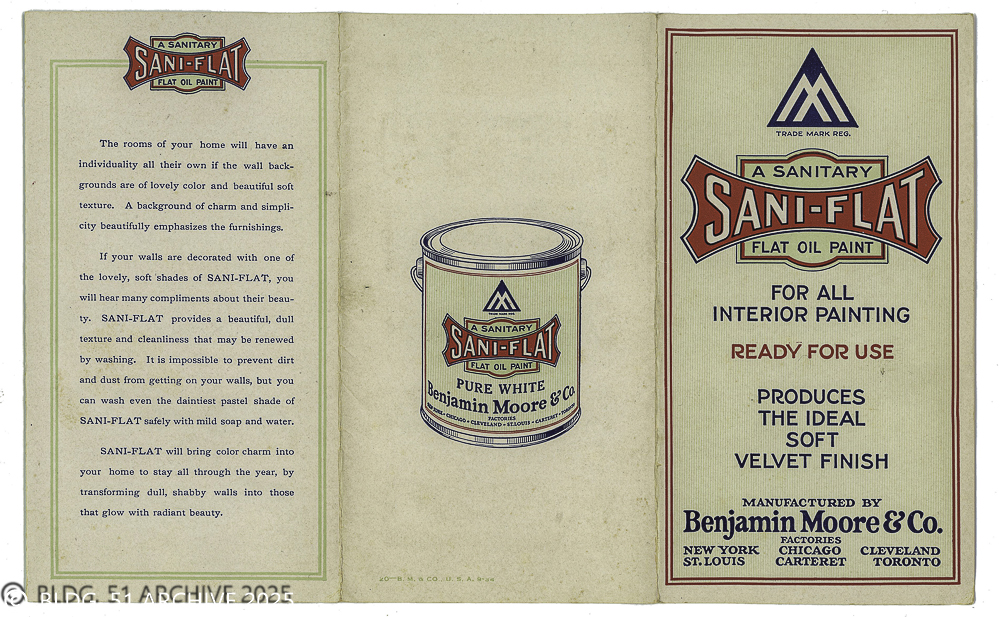 A SANITARY
SANI-FLAT
FLAT OIL PAINT
The rooms of your home will have an
individuality all their own if the wall back-
grounds are of lovely color and beautiful soft
texture. A background of charm and simpli-
city beautifully emphasizes the furnishings.
If your walls are decorated with one of
the lovely, soft shades of SANI-FLAT, you
will hear many compliments about their beau-
ty. SANI-FLAT provides a beautiful, dull
texture and cleanliness that may be renewed
by washing. It is impossible to prevent dirt
and dust from getting on your walls, but you
can wash even the daintiest pastel shade of
SANI-FLAT safely with mild soap and water.
SANI-FLAT will bring color charm into
your home to stay all through the year, by
transforming dull, shabby walls into those
that glow with radiant beauty.
M
TRADE MARK REG.
A SANITARY
SANI-FLAT
FLAT OIL PAINT
PURE WHITE
Benjamin Moore & Co.
FACTORIES
NEW YORK • CHICAGO • CLEVELAND • ST. LOUIS • CARTERET • TORONTO
20—B. M. & CO., U. S. A.
M
TRADE MARK REG.
A SANITARY
SANI-FLAT
FLAT OIL PAINT
FOR ALL
INTERIOR PAINTING
READY FOR USE
PRODUCES
THE IDEAL
SOFT
VELVET FINISH
MANUFACTURED BY
Benjamin Moore & Co.
FACTORIES
NEW YORK CHICAGO CLEVELAND
ST. LOUIS CARTERET TORONTO
© BLDG. 51 ARCHIVE 2025